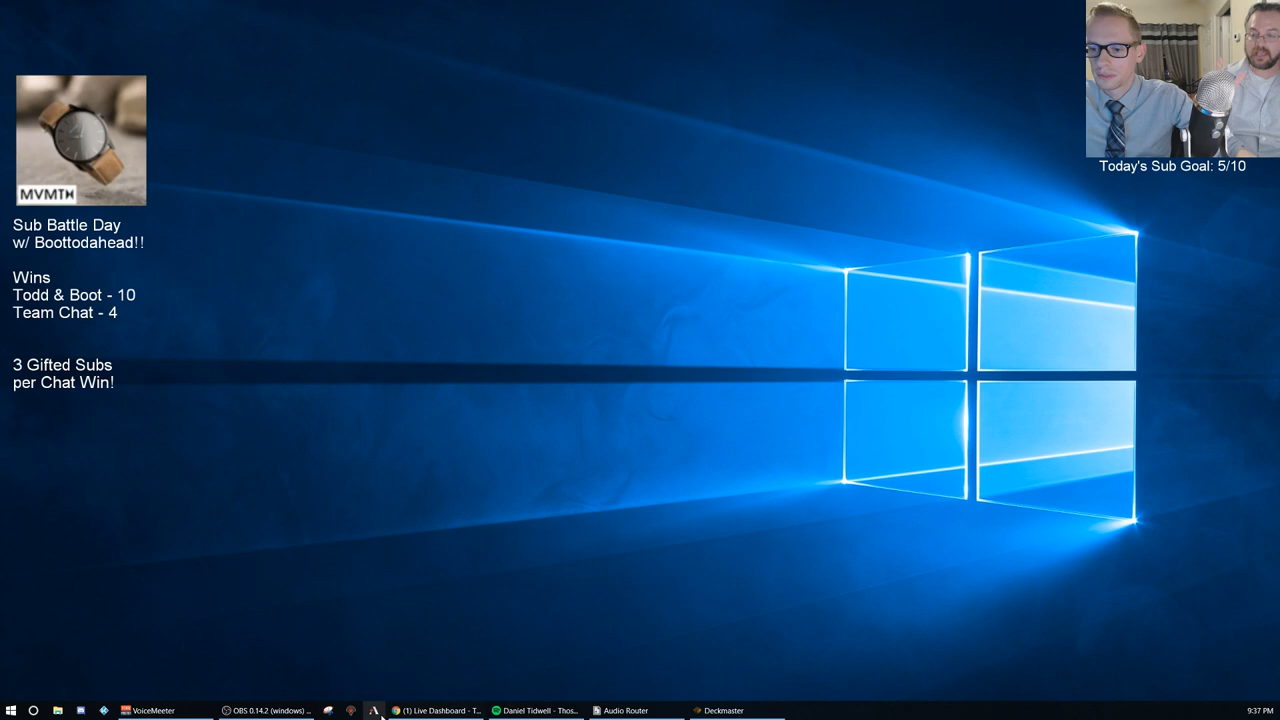 Today's Sub Goal: 5/10
MVMTH
Sub Battle Day
w/ Boottodahead!!
Wins
Todd & Boot - 10
Team Chat - 4
3 Gifted Subs
per Chat Win!
VoiceMeeter
OBS 0.14.2 (windows) ...
(1) Live Dashboard - T...
Daniel Tidwell - Thos...
Audio Router
Deckmaster
9:37 PM